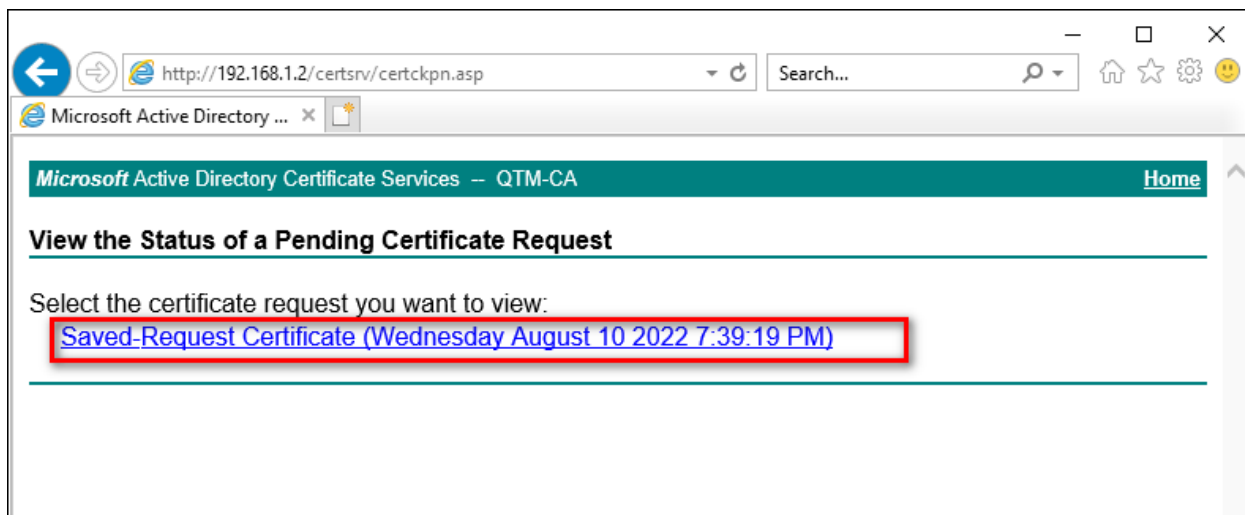 http://192.168.1.2/certsrv/certckpn.asp
Search...
Microsoft Active Directory ...
Microsoft Active Directory Certificate Services -- QTM-CA
Home
View the Status of a Pending Certificate Request
Select the certificate request you want to view:
Saved-Request Certificate (Wednesday August 10 2022 7:39:19 PM)